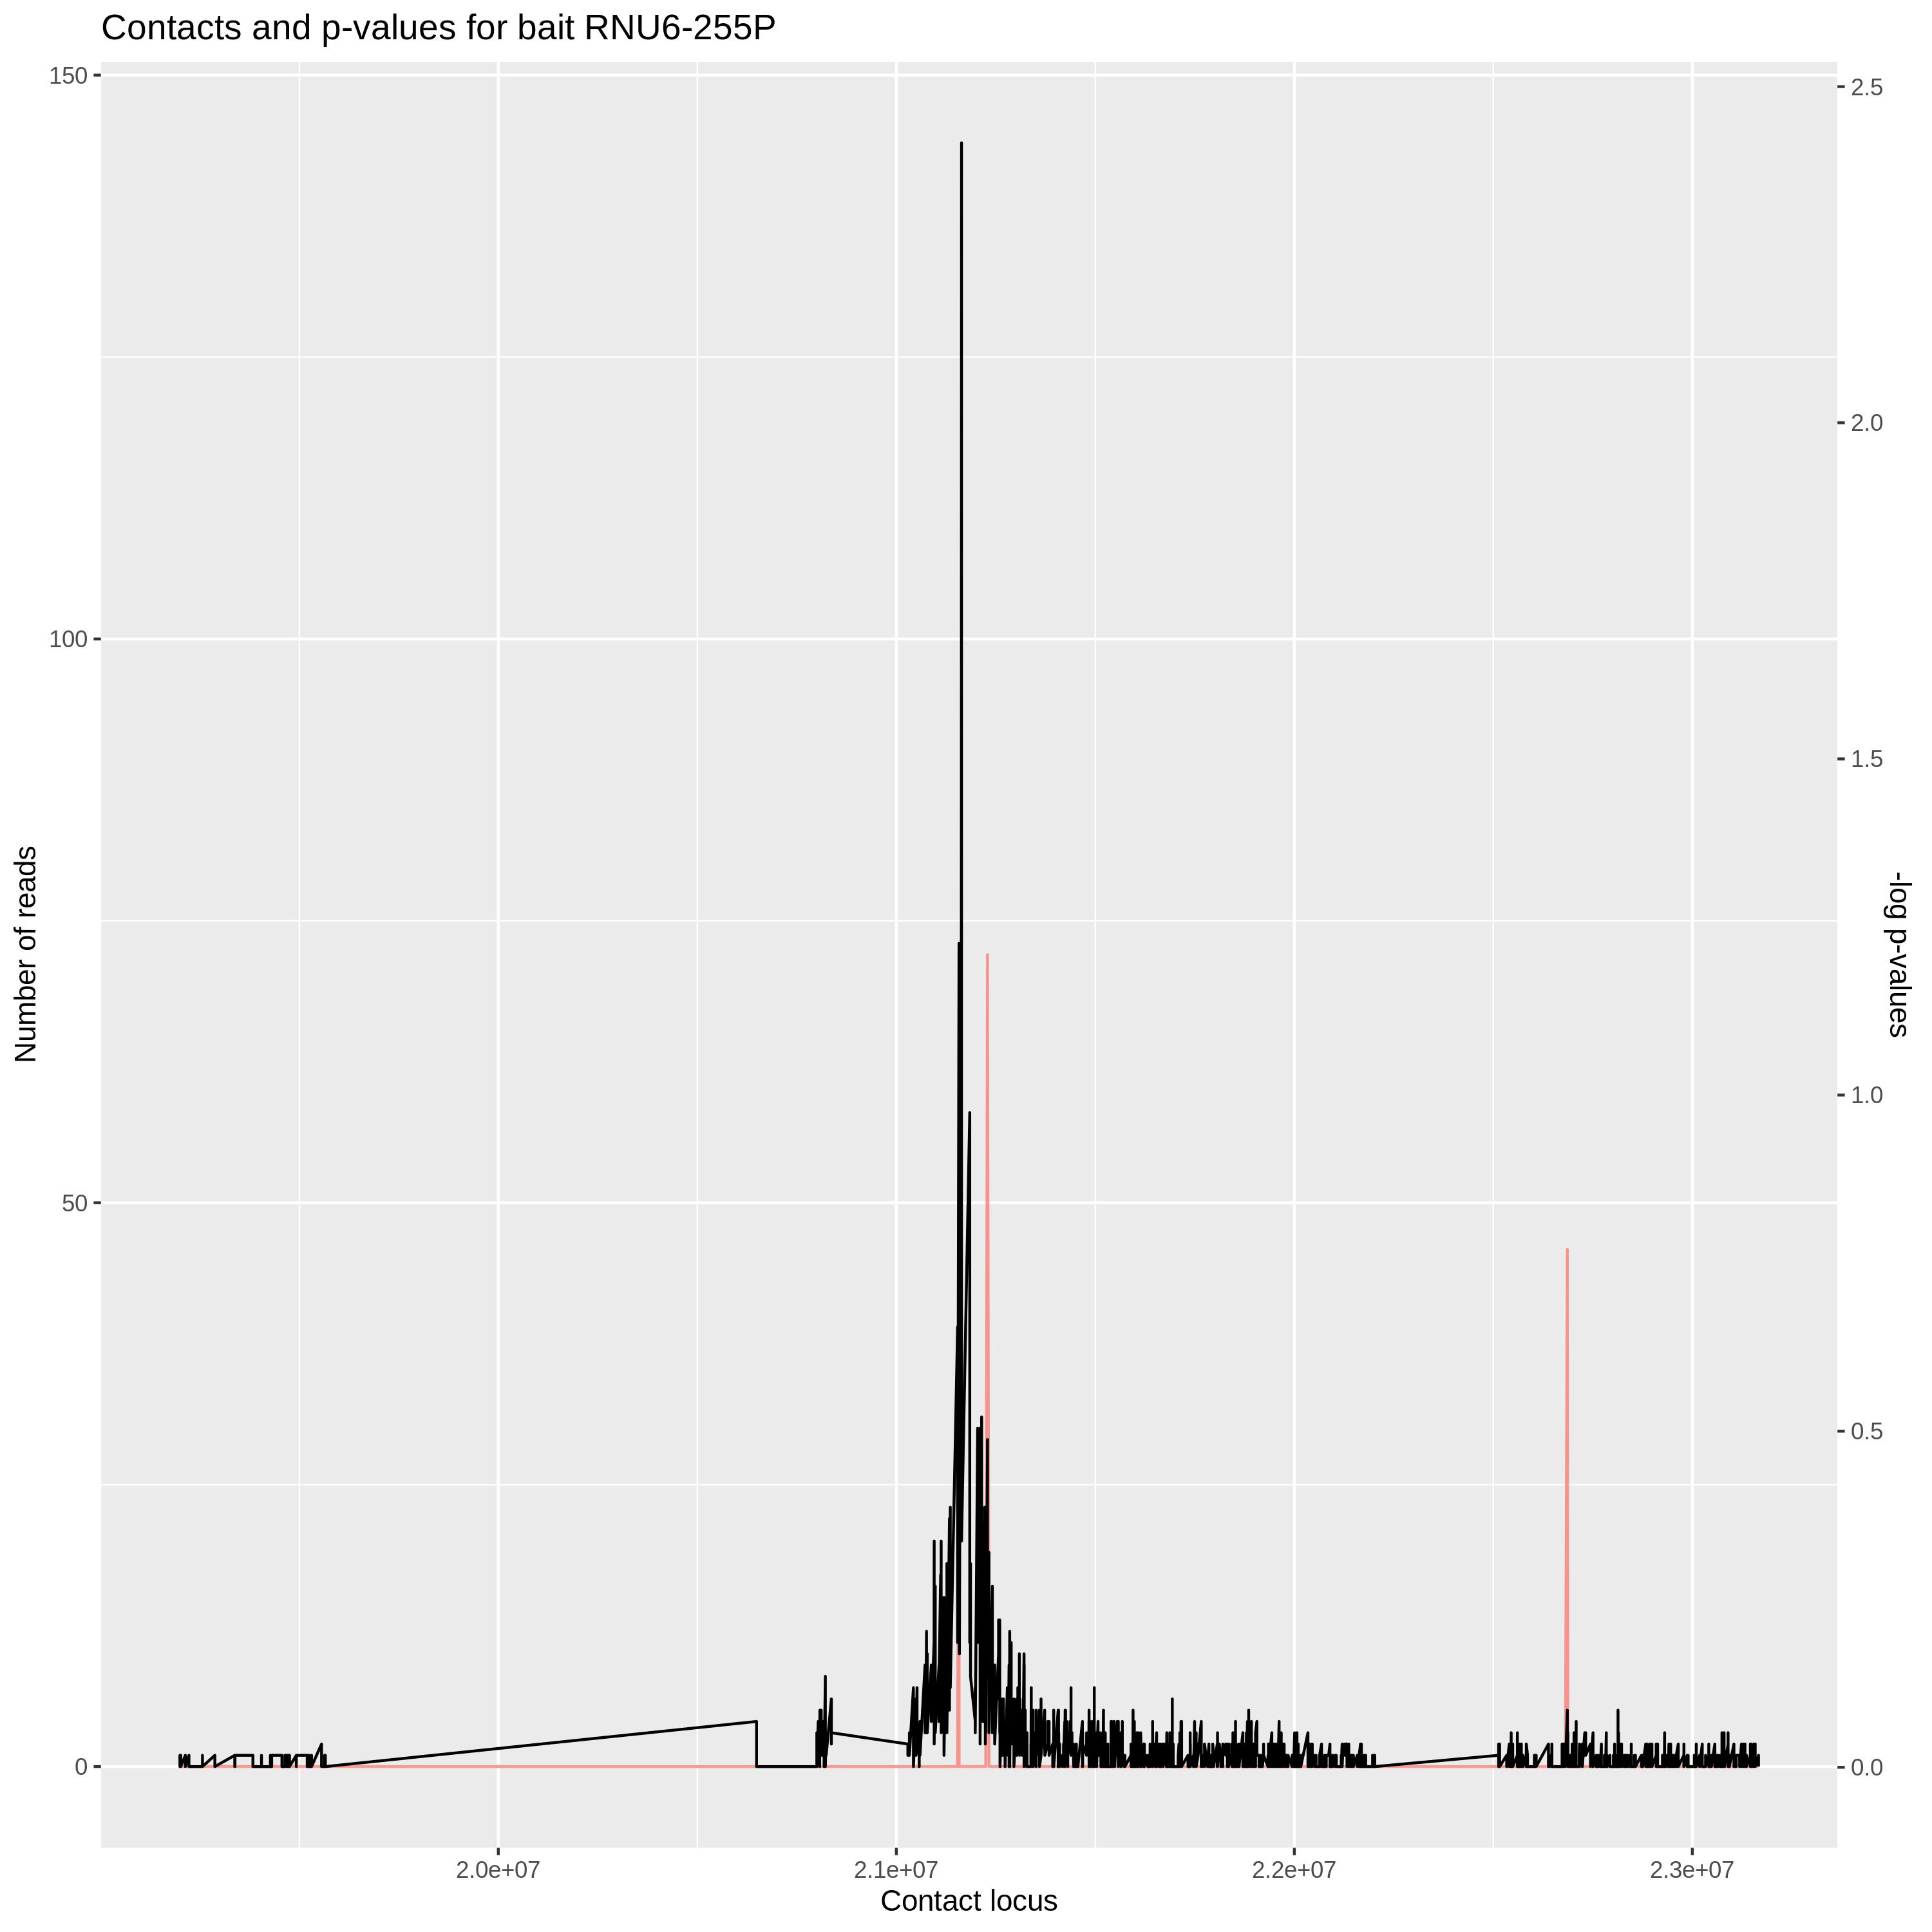 Contacts and p-values for bait RNU6-255P
150
100
50
0
Number of reads
2.5
2.0
1.5
1.0
0.5
0.0
-log p-values
2.0e+07
2.1e+07
2.2e+07
2.3e+07
Contact locus